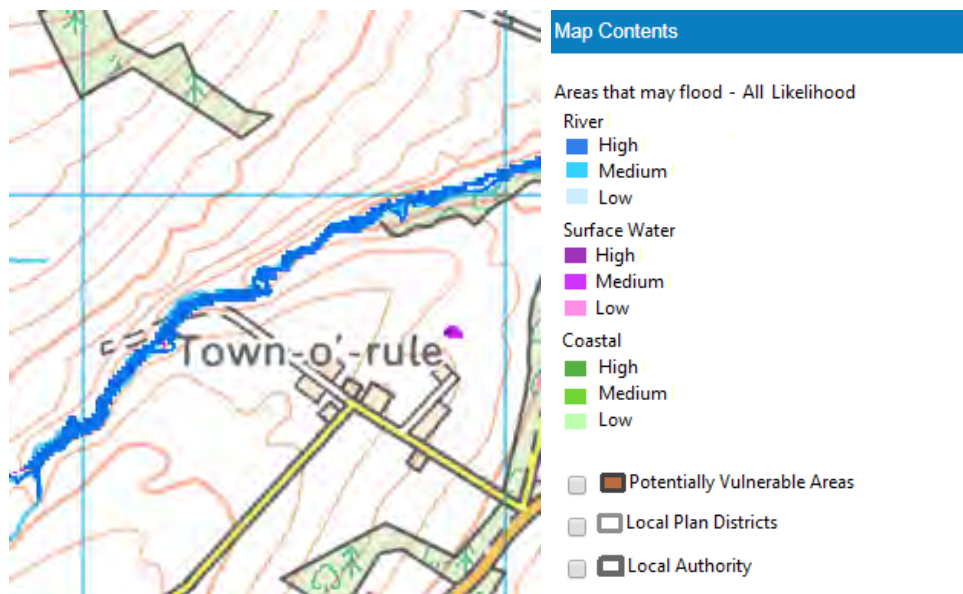 Town-o'-rule
Map Contents
Areas that may flood - All Likelihood
River
High
Medium
Low
Surface Water
High
Medium
Low
Coastal
High
Medium
Low
Potentially Vulnerable Areas
Local Plan Districts
Local Authority